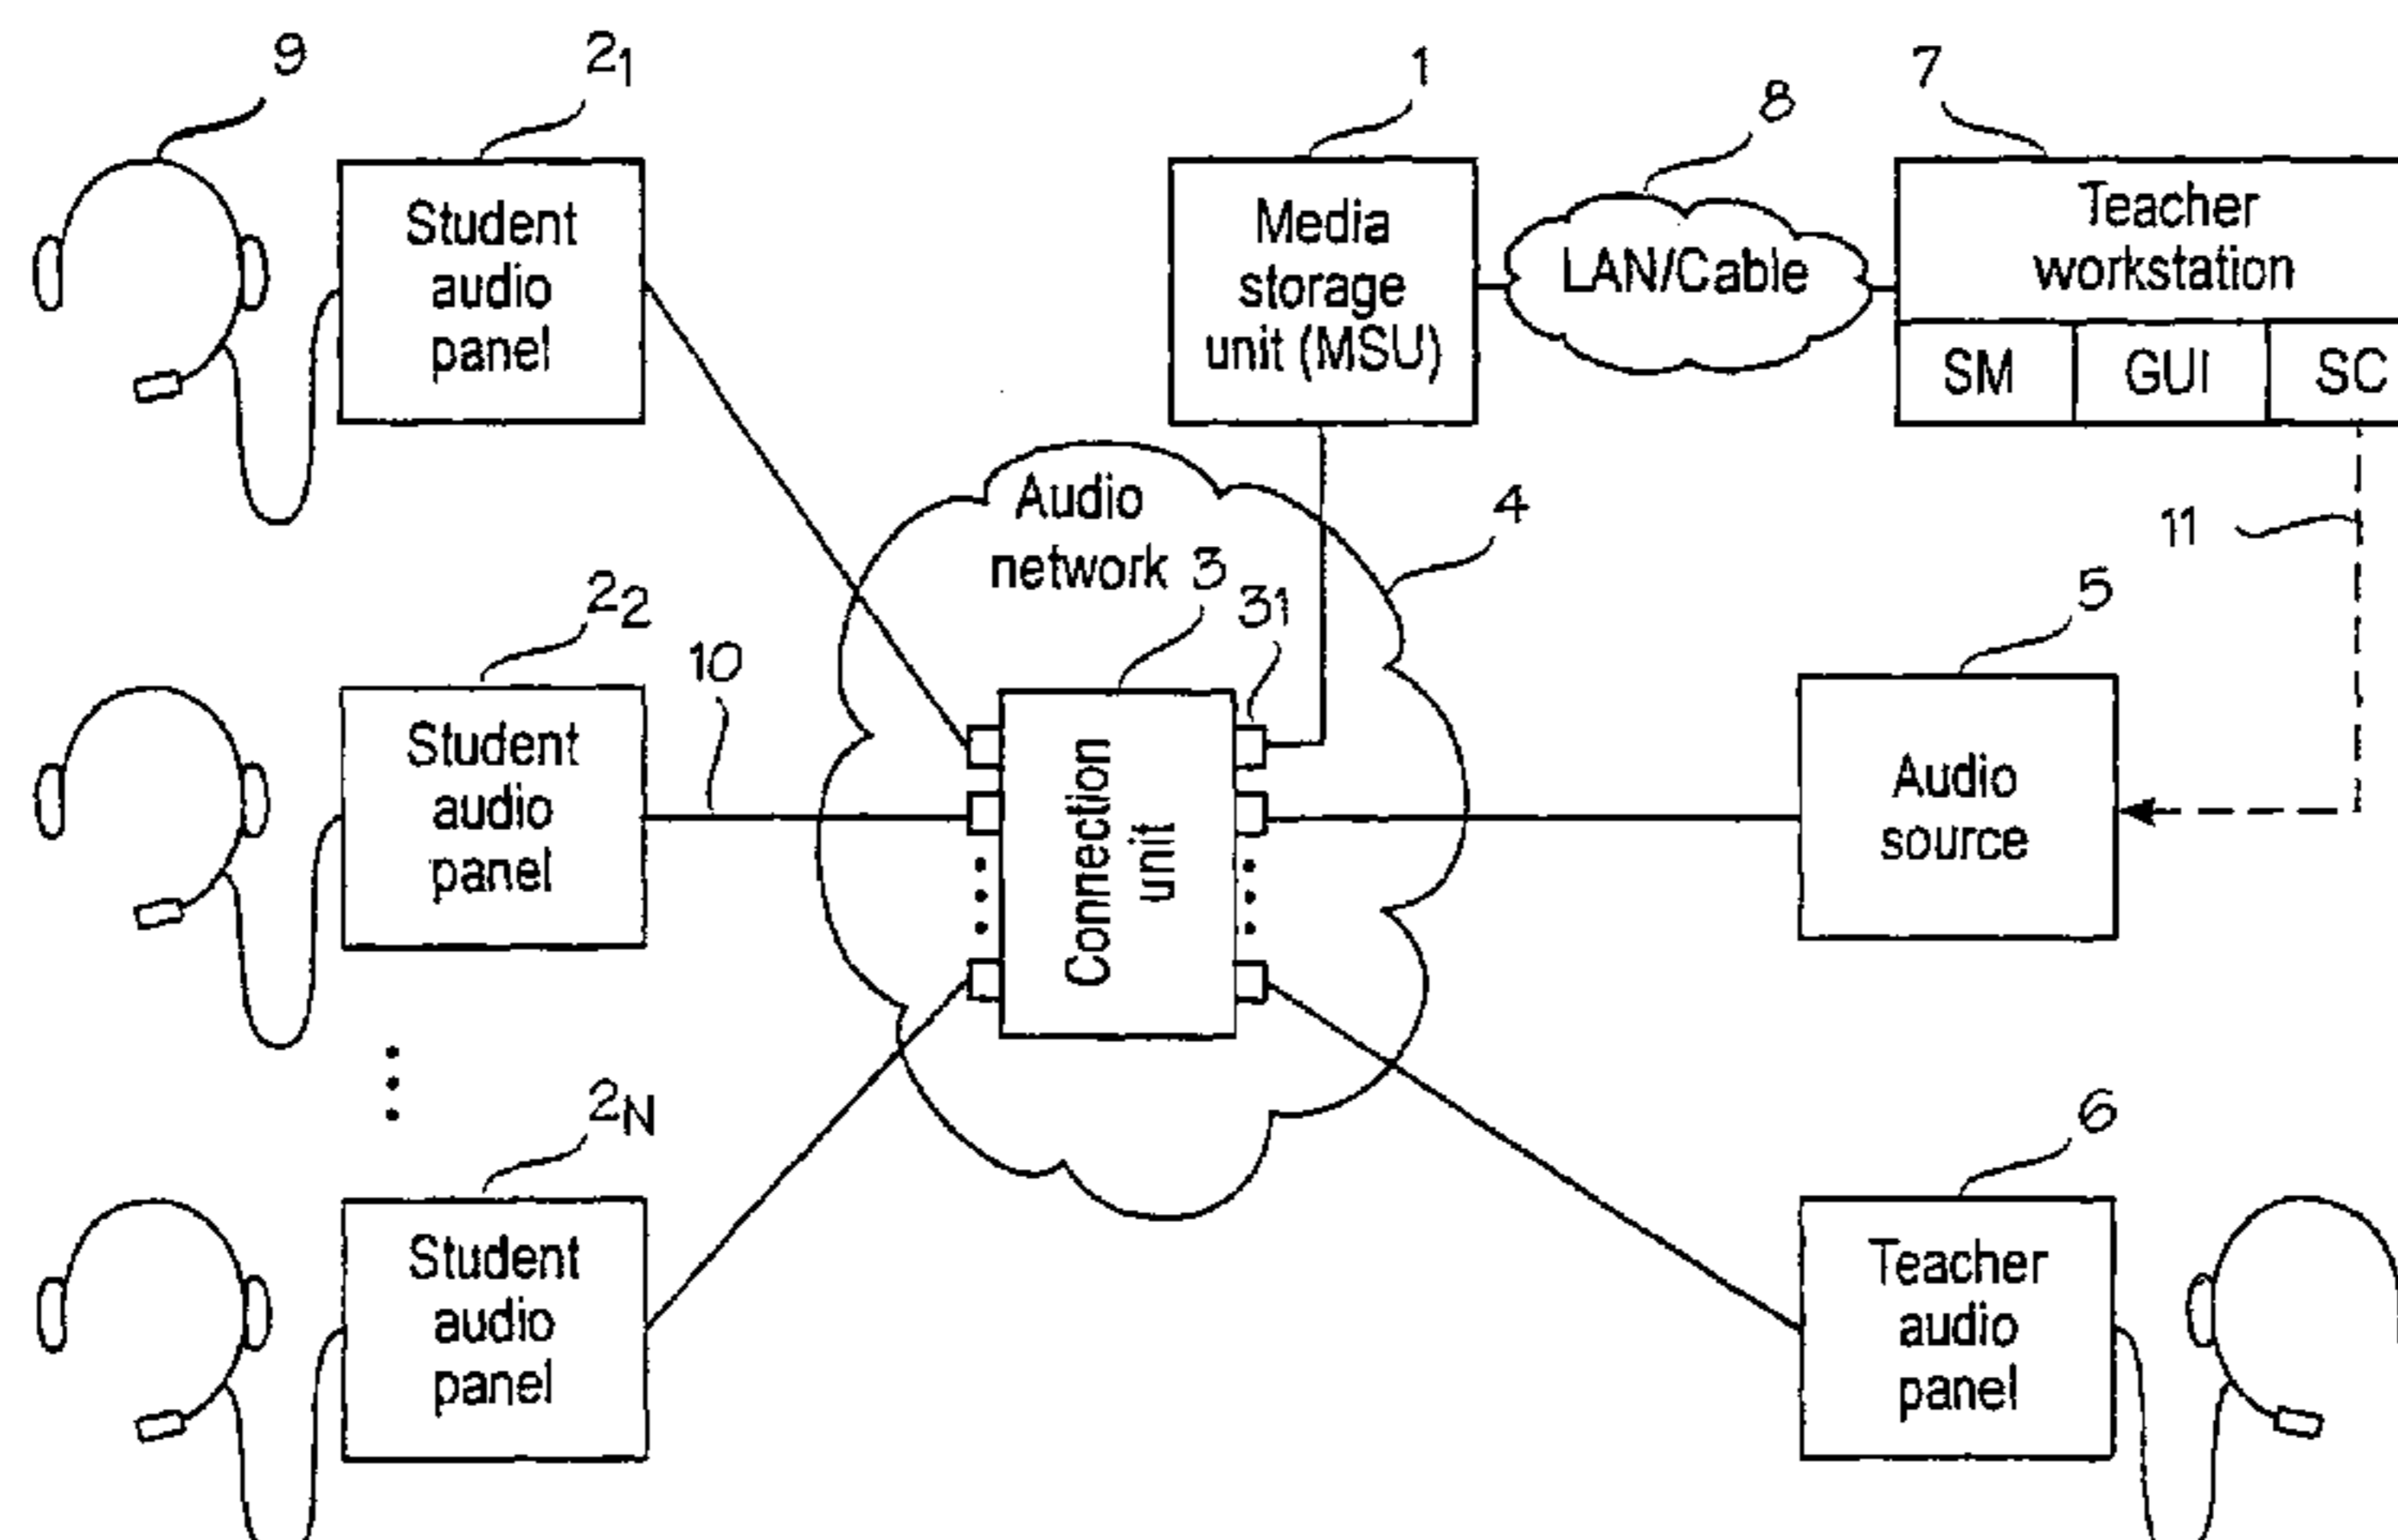 9
2₁
1
8
7
Student
audio
panel
Media
storage
unit (MSU)
LAN/Cable
Teacher
workstation
SM
GUI
SC
Audio
network
3
31
4
11
2₂
10
5
Student
audio
panel
Connection
unit
Audio
source
2N
6
Student
audio
panel
Teacher
audio
panel